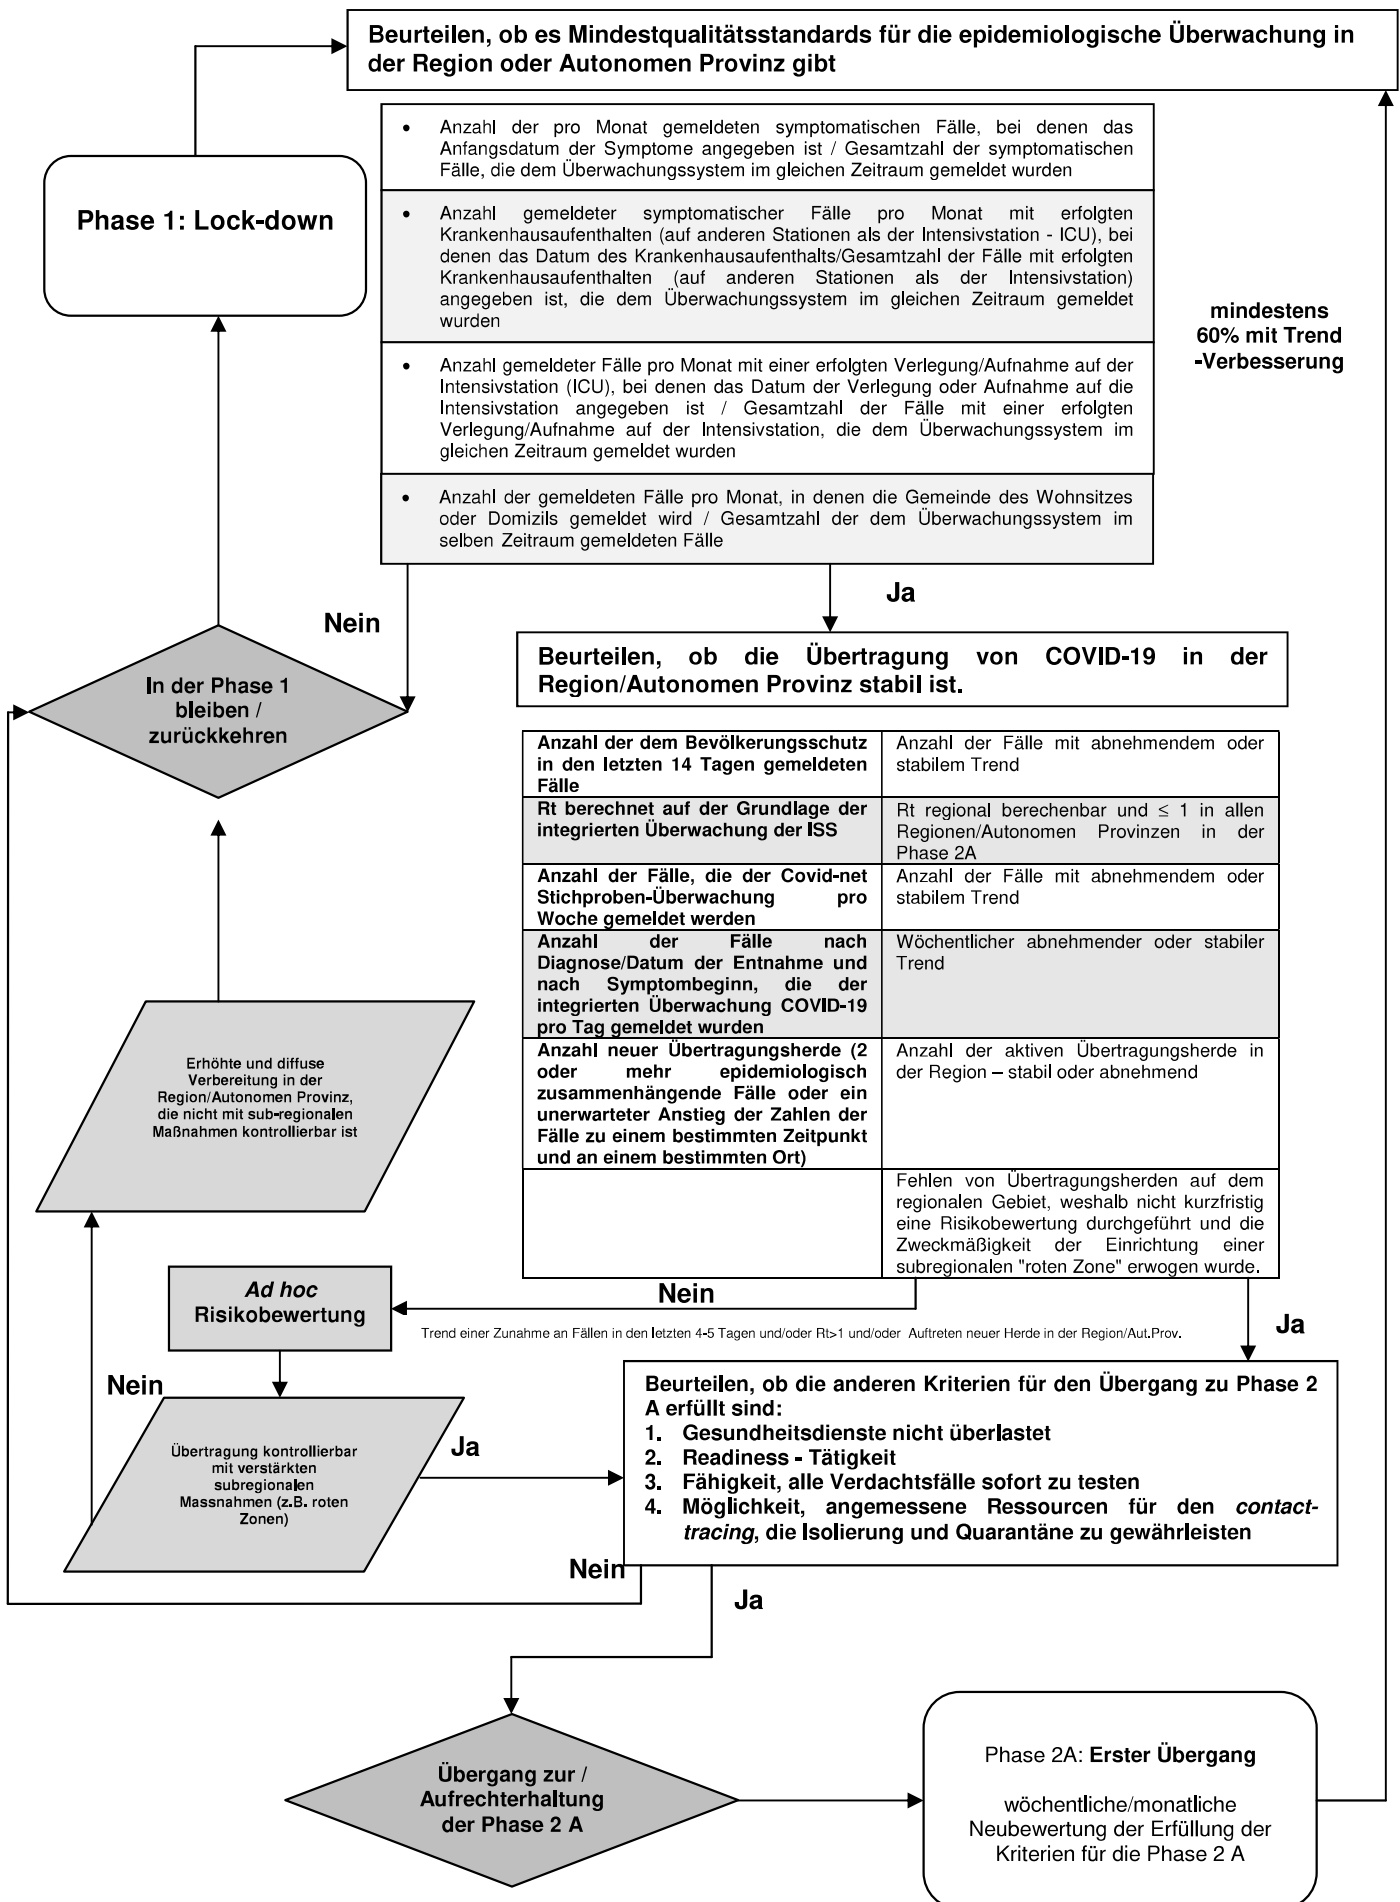 Beurteilen, ob es Mindestqualitätsstandards für die epidemiologische Überwachung in
der Region oder Autonomen Provinz gibt
Phase 1: Lock-down
• Anzahl der pro Monat gemeldeten symptomatischen Fälle, bei denen das
Anfangsdatum der Symptome angegeben ist / Gesamtzahl der symptomatischen
Fälle, die dem Überwachungssystem im gleichen Zeitraum gemeldet wurden
• Anzahl gemeldeter symptomatischer Fälle pro Monat mit erfolgten
Krankenhausaufenthalten (auf anderen Stationen als der Intensivstation - ICU), bei
denen das Datum des Krankenhausaufenthalts/Gesamtzahl der Fälle mit erfolgten
Krankenhausaufenthalten (auf anderen Stationen als der Intensivstation)
angegeben ist, die dem Überwachungssystem im gleichen Zeitraum gemeldet
wurden
• Anzahl gemeldeter Fälle pro Monat mit einer erfolgten Verlegung/Aufnahme auf der
Intensivstation (ICU), bei denen das Datum der Verlegung oder Aufnahme auf die
Intensivstation angegeben ist / Gesamtzahl der Fälle mit einer erfolgten
Verlegung/Aufnahme auf der Intensivstation, die dem Überwachungssystem im
gleichen Zeitraum gemeldet wurden
• Anzahl der gemeldeten Fälle pro Monat, in denen die Gemeinde des Wohnsitzes
oder Domizils gemeldet wird / Gesamtzahl der dem Überwachungssystem im
selben Zeitraum gemeldeten Fälle
mindestens
60% mit Trend
-Verbesserung
Nein
Ja
In der Phase 1
bleiben /
zurückkehren
Beurteilen, ob die Übertragung von COVID-19 in der
Region/Autonomen Provinz stabil ist.
Anzahl der dem Bevölkerungsschutz
in den letzten 14 Tagen gemeldeten
Fälle
Anzahl der Fälle mit abnehmendem oder
stabilem Trend
Rt berechnet auf der Grundlage der
integrierten Überwachung der ISS
Rt regional berechenbar und ≤ 1 in allen
Regionen/Autonomen Provinzen in der
Phase 2A
Anzahl der Fälle, die der Covid-net
Stichproben-Überwachung pro
Woche gemeldet werden
Anzahl der Fälle mit abnehmendem oder
stabilem Trend
Anzahl der Fälle nach
Diagnose/Datum der Entnahme und
nach Symptombeginn, die der
integrierten Überwachung COVID-19
pro Tag gemeldet wurden
Wöchentlicher abnehmender oder stabiler
Trend
Anzahl neuer Übertragungsherde (2
oder mehr epidemiologisch
zusammenhängende Fälle oder ein
unerwarteter Anstieg der Zahlen der
Fälle zu einem bestimmten Zeitpunkt
und an einem bestimmten Ort)
Anzahl der aktiven Übertragungsherde in
der Region – stabil oder abnehmend
Fehlen von Übertragungsherden auf dem
regionalen Gebiet, weshalb nicht kurzfristig
eine Risikobewertung durchgeführt und die
Zweckmäßigkeit der Einrichtung einer
subregionalen "roten Zone" erwogen wurde.
Erhöhte und diffuse
Verbereitung in der
Region/Autonomen Provinz,
die nicht mit sub-regionalen
Maßnahmen kontrollierbar ist
Ad hoc
Risikobewertung
Nein
Trend einer Zunahme an Fällen in den letzten 4-5 Tagen und/oder Rt>1 und/oder Auftreten neuer Herde in der Region/Aut.Prov.
Ja
Nein
Übertragung kontrollierbar
mit verstärkten
subregionalen
Massnahmen (z.B. roten
Zonen)
Ja
Beurteilen, ob die anderen Kriterien für den Übergang zu Phase 2
A erfüllt sind:
1. Gesundheitsdienste nicht überlastet
2. Readiness - Tätigkeit
3. Fähigkeit, alle Verdachtsfälle sofort zu testen
4. Möglichkeit, angemessene Ressourcen für den contact-
tracing, die Isolierung und Quarantäne zu gewährleisten
Nein
Ja
Übergang zur /
Aufrechterhaltung
der Phase 2 A
Phase 2A: Erster Übergang
wöchentliche/monatliche
Neubewertung der Erfüllung der
Kriterien für die Phase 2 A